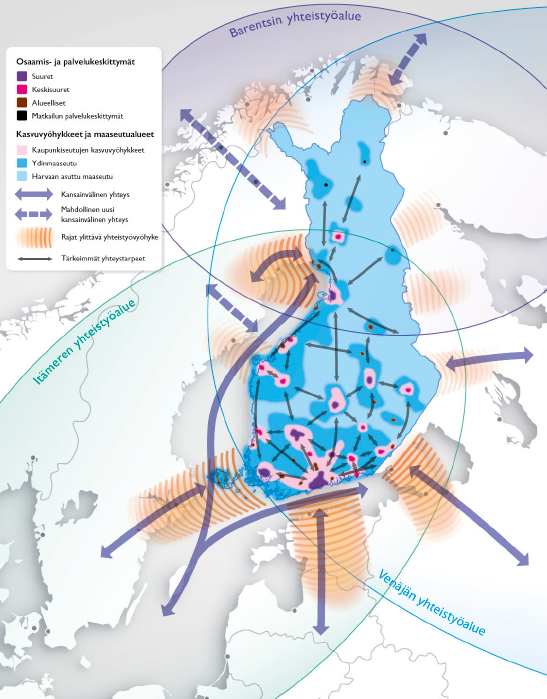 Barentsin yhteistyöalue
Osaamis- ja palvelukeskittymät
Suuret
Keskisuuret
Alueelliset
Matkailun palvelukeskittymät
Kasvuvyöhykkeet ja maaseutualueet
Kaupunkiseutujen kasvuvyöhykkeet
Ydinmaaseutu
Harvaan asuttu maaseutu
Kansainvälinen yhteys
Mahdollinen uusi
kansainvälinen yhteys
Rajat ylittävä yhteistyövyöhyke
Tärkeimmät yhteystarpeet
Itämeren yhteistyöalue
Venäjän yhteistyöalue